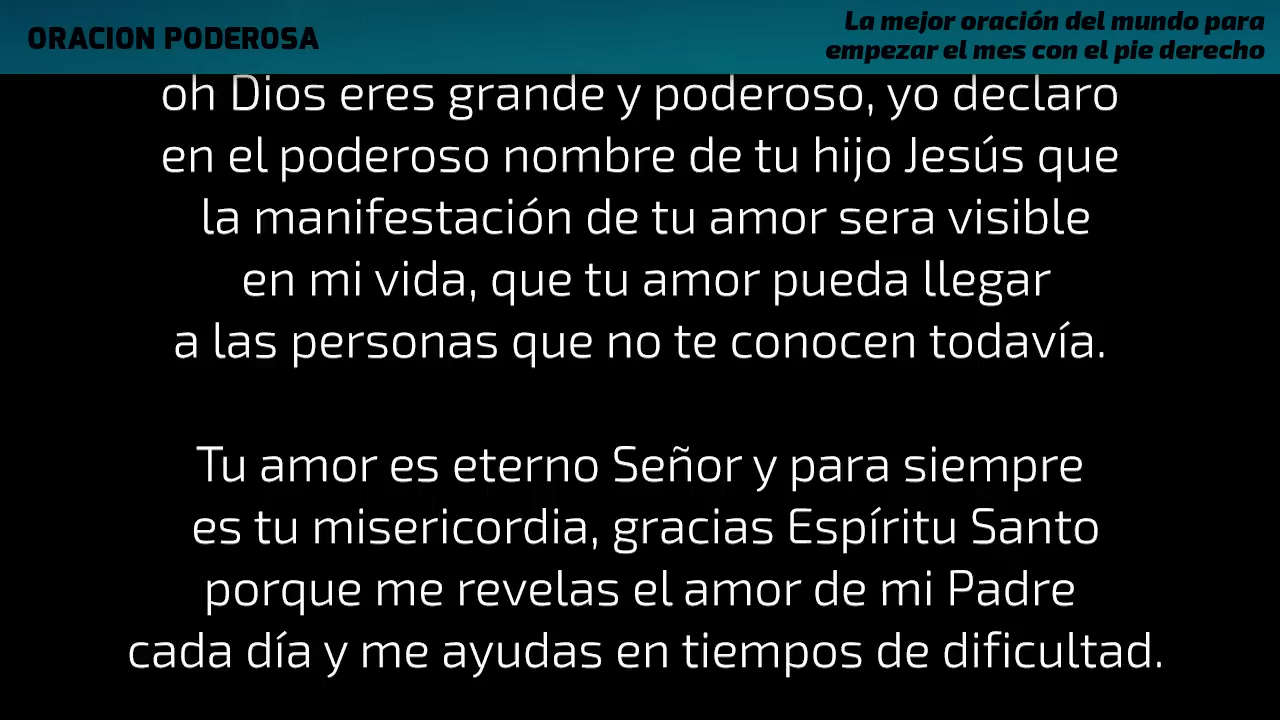 ORACION PODEROSA
La mejor oración del mundo para
empezar el mes con el pie derecho
oh Dios eres grande y poderoso, yo declaro
en el poderoso nombre de tu hijo Jesús que
la manifestación de tu amor sera visible
en mi vida, que tu amor pueda llegar
a las personas que no te conocen todavía.
Tu amor es eterno Señor y para siempre
es tu misericordia, gracias Espíritu Santo
porque me revelas el amor de mi Padre
cada día y me ayudas en tiempos de dificultad.